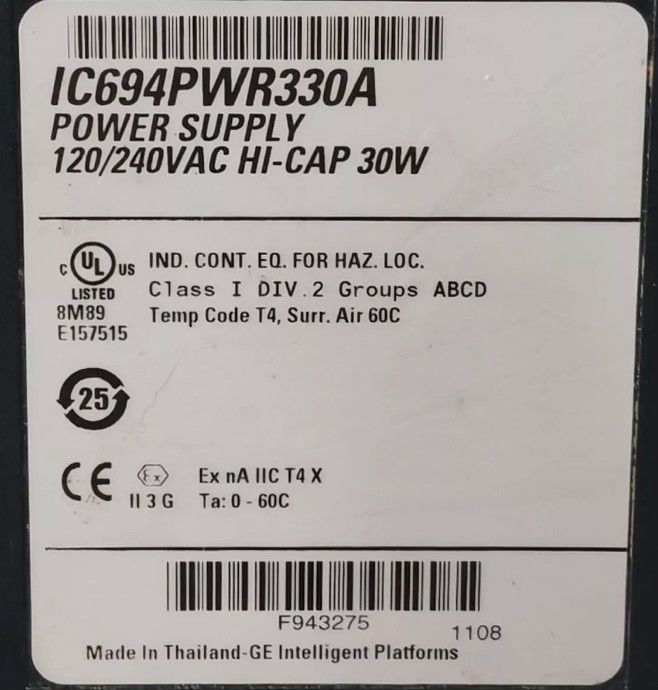 IC694PWR330A
POWER SUPPLY
120/240VAC HI-CAP 30W
C UL US IND. CONT. EQ. FOR HAZ. LOC.
LISTED Class I DIV.2 Groups ABCD
8M89 Temp Code T4, Surr. Air 60C
E157515
25
CE Ex Ex nA IIC T4 X
II 3 G Ta: 0 - 60C
F943275
1108
Made In Thailand-GE Intelligent Platforms